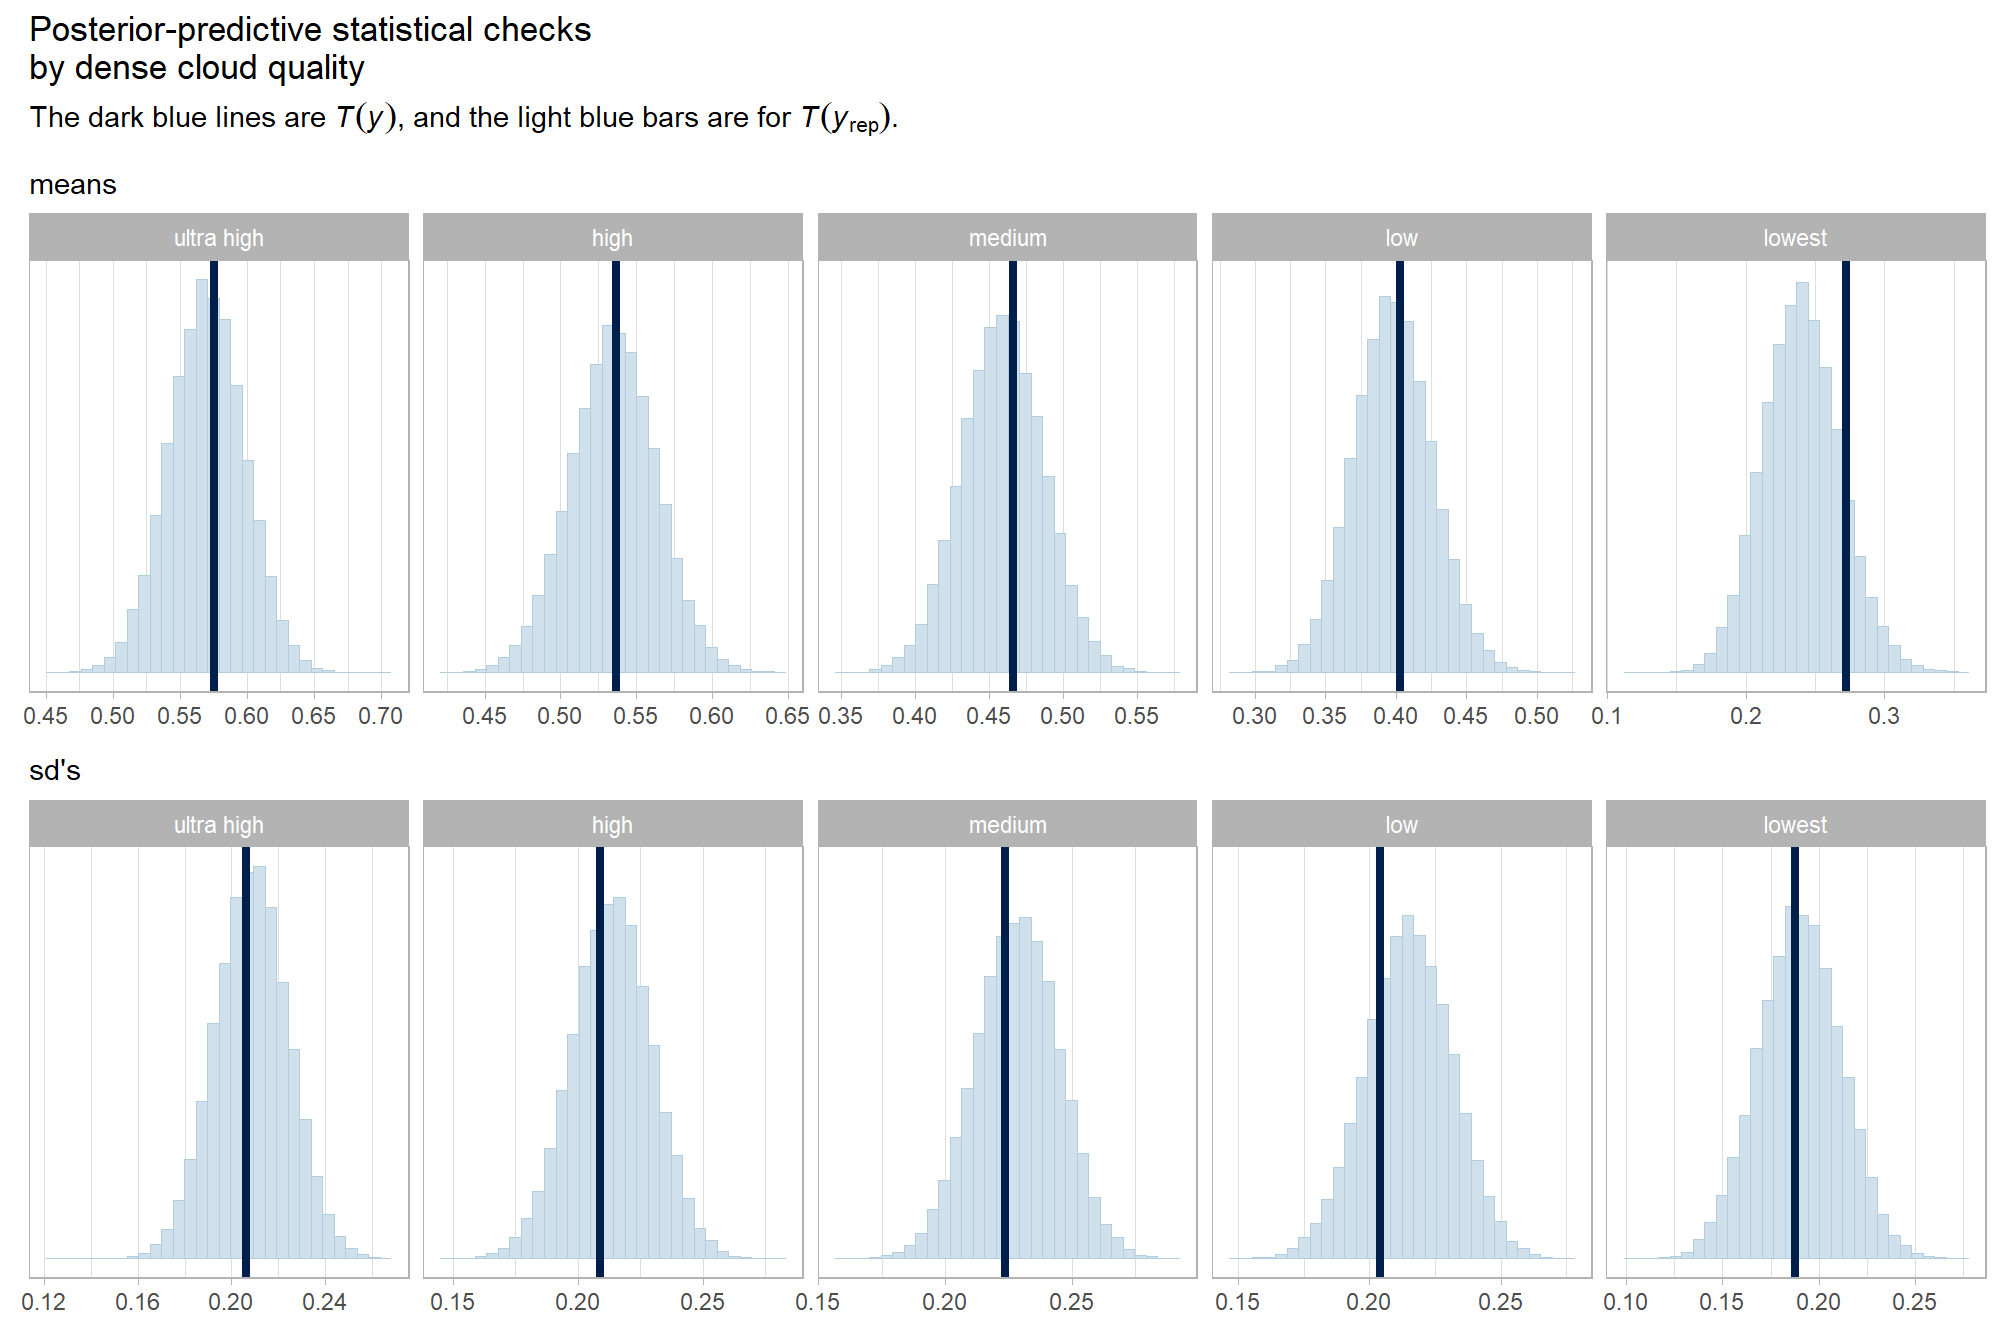 Posterior-predictive statistical checks
by dense cloud quality
The dark blue lines are T(y), and the light blue bars are for T(yrep).
means
ultra high high medium low lowest
0.45 0.50 0.55 0.60 0.65 0.70 0.45 0.50 0.55 0.60 0.65 0.35 0.40 0.45 0.50 0.55 0.30 0.35 0.40 0.45 0.50 0.1 0.2 0.3
sd's
ultra high high medium low lowest
0.12 0.16 0.20 0.24 0.15 0.20 0.25 0.15 0.20 0.25 0.15 0.20 0.25 0.10 0.15 0.20 0.25